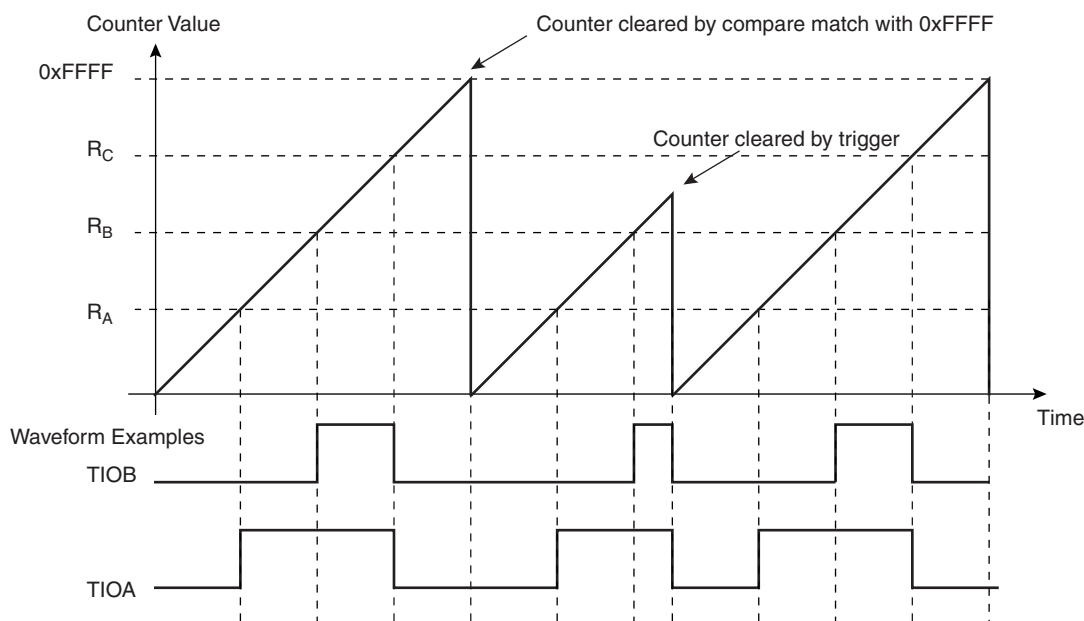 Counter Value
Counter cleared by compare match with 0xFFFF
0xFFFF
RC
Counter cleared by trigger
RB
RA
Time
Waveform Examples
TIOB
TIOA